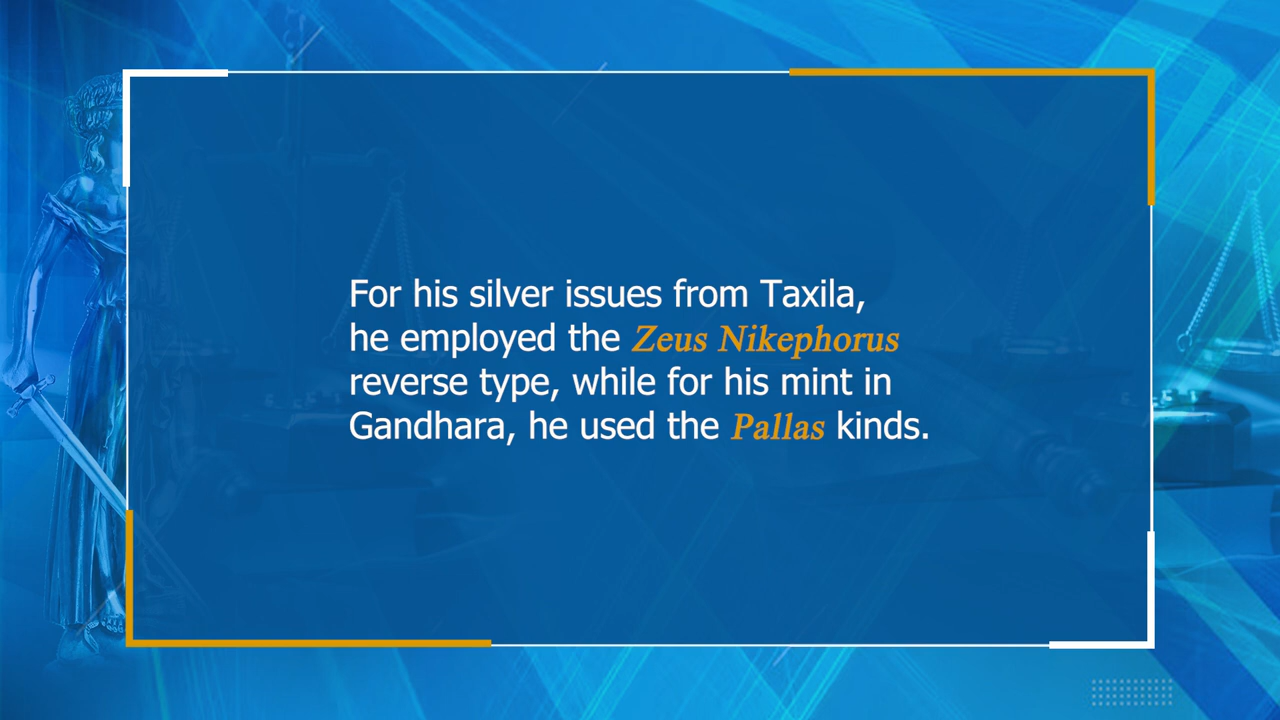 For his silver issues from Taxila,
he employed the Zeus Nikephorus
reverse type, while for his mint in
Gandhara, he used the Pallas kinds.